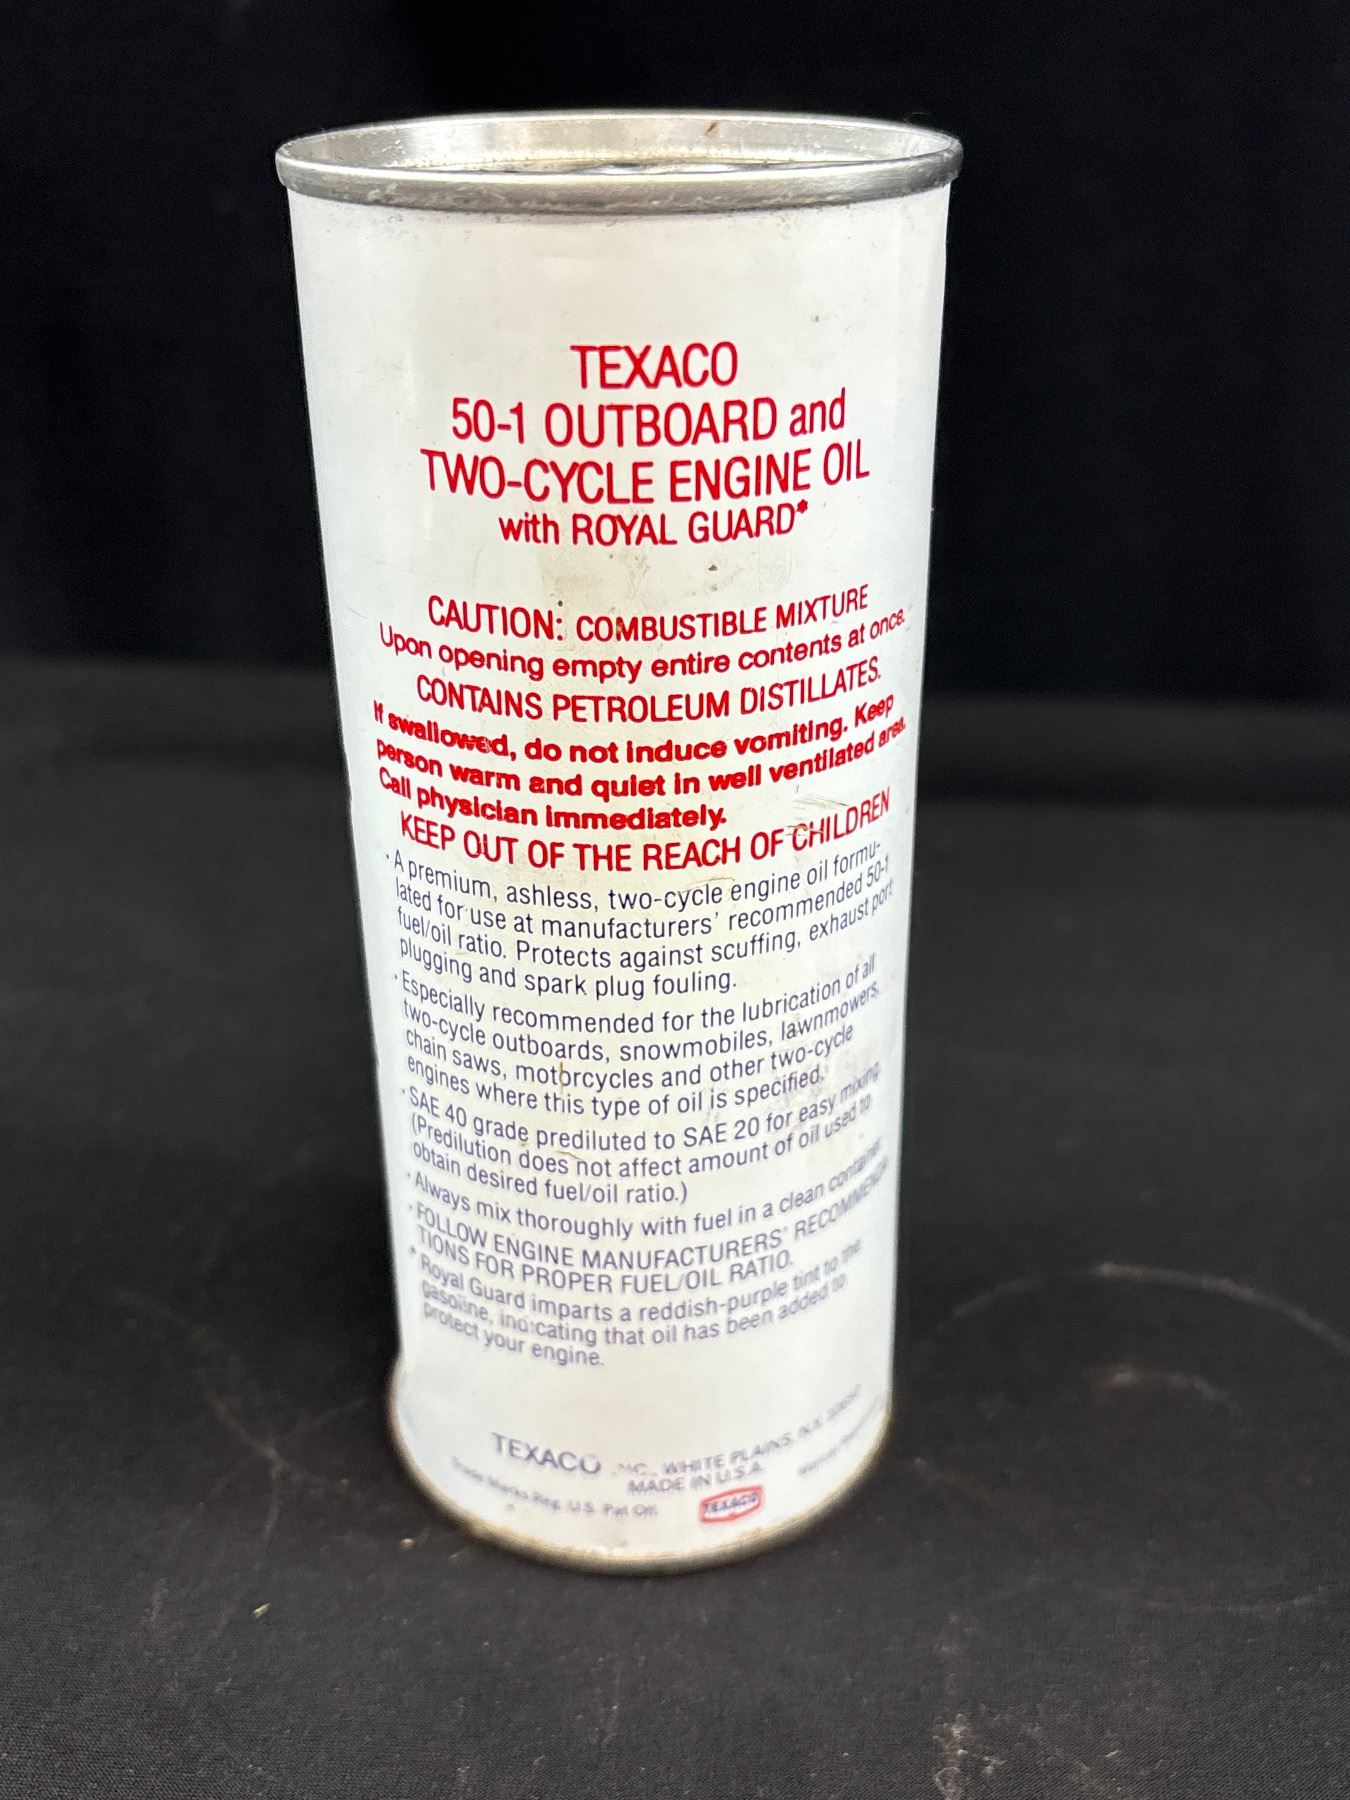 TEXACO
50-1 OUTBOARD and
TWO-CYCLE ENGINE OIL
with ROYAL GUARD*
CAUTION: COMBUSTIBLE MIXTURE
Upon opening empty entire contents at once.
CONTAINS PETROLEUM DISTILLATES.
If swallowed, do not induce vomiting. Keep
person warm and quiet in well ventilated area.
Call physician immediately.
KEEP OUT OF THE REACH OF CHILDREN
· A premium, ashless, two-cycle engine oil formu-
lated for use at manufacturers' recommended 50-1
fuel/oil ratio. Protects against scuffing, exhaust port
plugging and spark plug fouling.
· Especially recommended for the lubrication of all
two-cycle outboards, snowmobiles, lawnmowers,
chain saws, motorcycles and other two-cycle
engines where this type of oil is specified.
· SAE 40 grade prediluted to SAE 20 for easy mixing.
(Predilution does not affect amount of oil used to
obtain desired fuel/oil ratio.)
· Always mix thoroughly with fuel in a clean container.
· FOLLOW ENGINE MANUFACTURERS' RECOMMENDA-
TIONS FOR PROPER FUEL/OIL RATIO.
* Royal Guard imparts a reddish-purple tint to the
gasoline, indicating that oil has been added to
protect your engine.
TEXACO INC., WHITE PLAINS, N.Y.
MADE IN U.S.A.
Trade Marks Reg. U.S. Pat. Off.
TEXACO